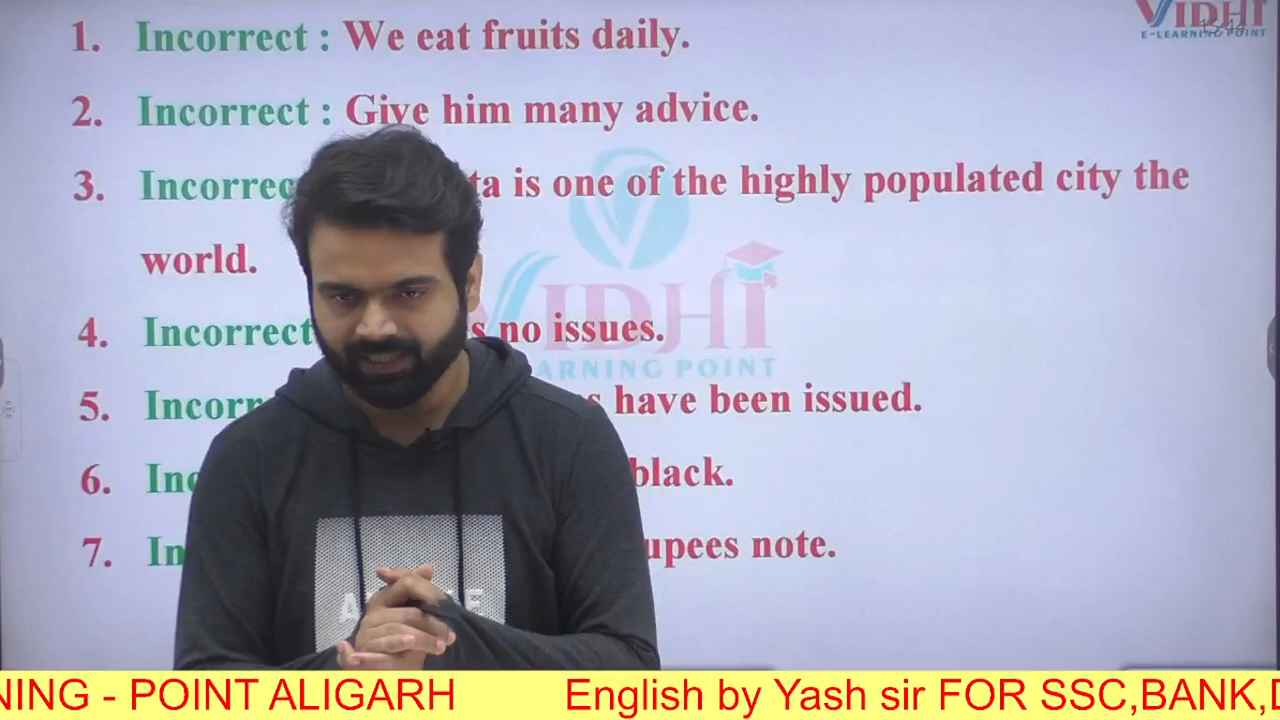 VIDHI
E-LEARNING POINT
1. Incorrect : We eat fruits daily.
2. Incorrect : Give him many advice.
3. Incorrec ta is one of the highly populated city the
world.
4. Incorrect s no issues.
5. Incorr s have been issued.
6. Inc black.
7. In upees note.
VIDHI
ARNING POINT
NING - POINT ALIGARH English by Yash sir FOR SSC,BANK,D